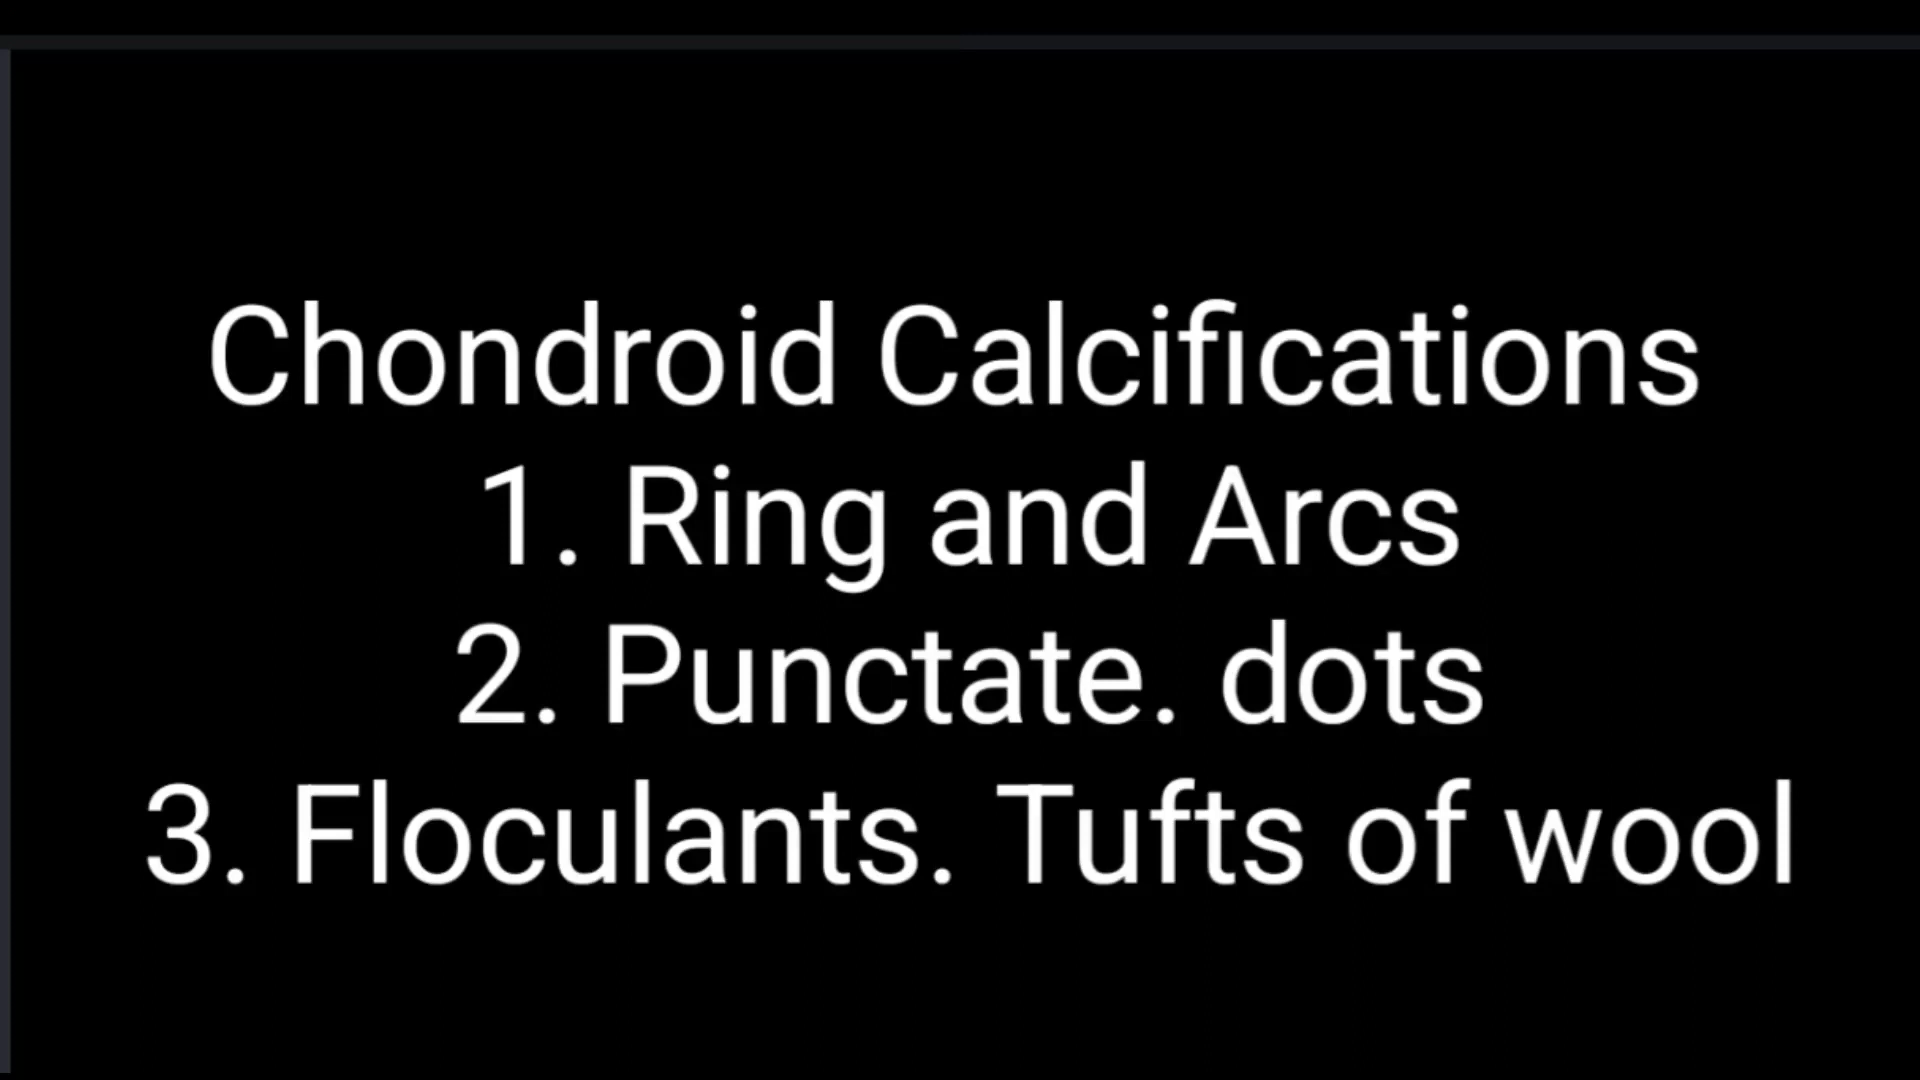 Chondroid Calcifications
1. Ring and Arcs
2. Punctate. dots
3. Floculants. Tufts of wool